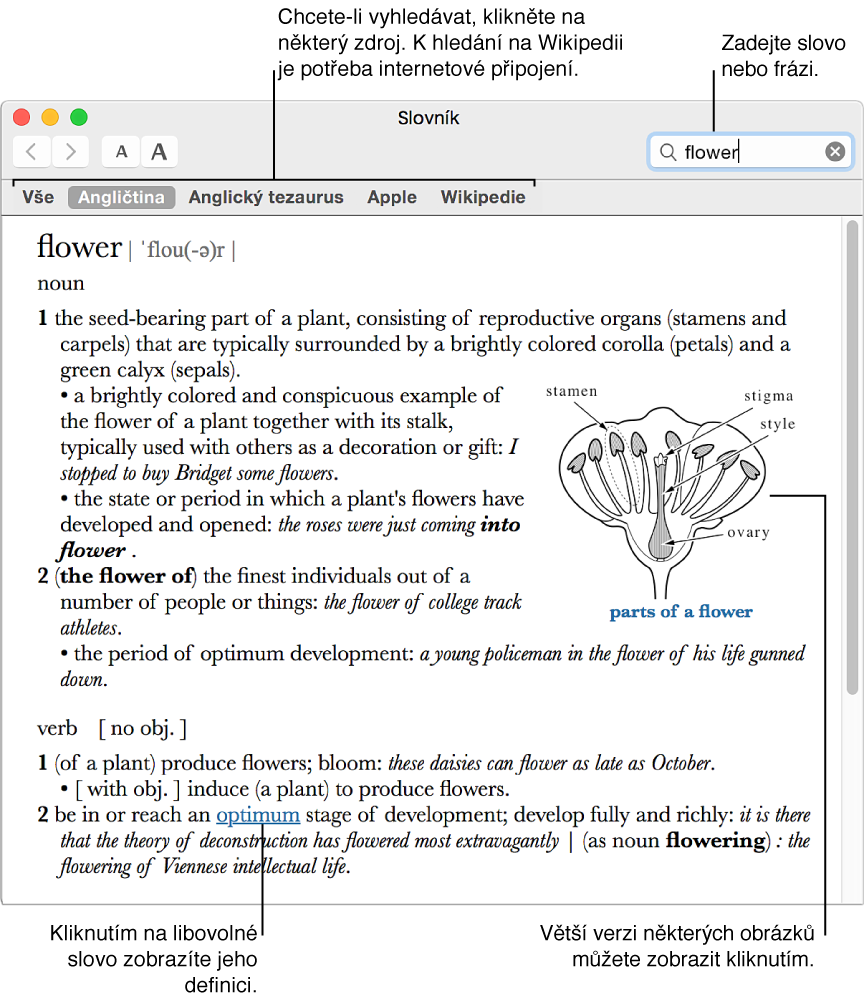 Chcete-li vyhledávat, klikněte na
některý zdroj. K hledání na Wikipedii
je potřeba internetové připojení.
Zadejte slovo
nebo frázi.
Slovník
A A
flower
Vše Angličtina Anglický tezaurus Apple Wikipedie
flower | ˈflou(-ə)r |
noun
1 the seed-bearing part of a plant, consisting of reproductive organs (stamens and
carpels) that are typically surrounded by a brightly colored corolla (petals) and a
green calyx (sepals).
• a brightly colored and conspicuous example of
the flower of a plant together with its stalk,
typically used with others as a decoration or gift: I
stopped to buy Bridget some flowers.
• the state or period in which a plant's flowers have
developed and opened: the roses were just coming into
flower .
2 (the flower of) the finest individuals out of a
number of people or things: the flower of college track
athletes.
• the period of optimum development: a young policeman in the flower of his life gunned
down.
stamen
stigma
style
ovary
parts of a flower
verb [ no obj. ]
1 (of a plant) produce flowers; bloom: these daisies can flower as late as October.
• [ with obj. ] induce (a plant) to produce flowers.
2 be in or reach an optimum stage of development; develop fully and richly: it is there
that the theory of deconstruction has flowered most extravagantly | (as noun flowering) : the
flowering of Viennese intellectual life.
Kliknutím na libovolné
slovo zobrazíte jeho
definici.
Větší verzi některých obrázků
můžete zobrazit kliknutím.